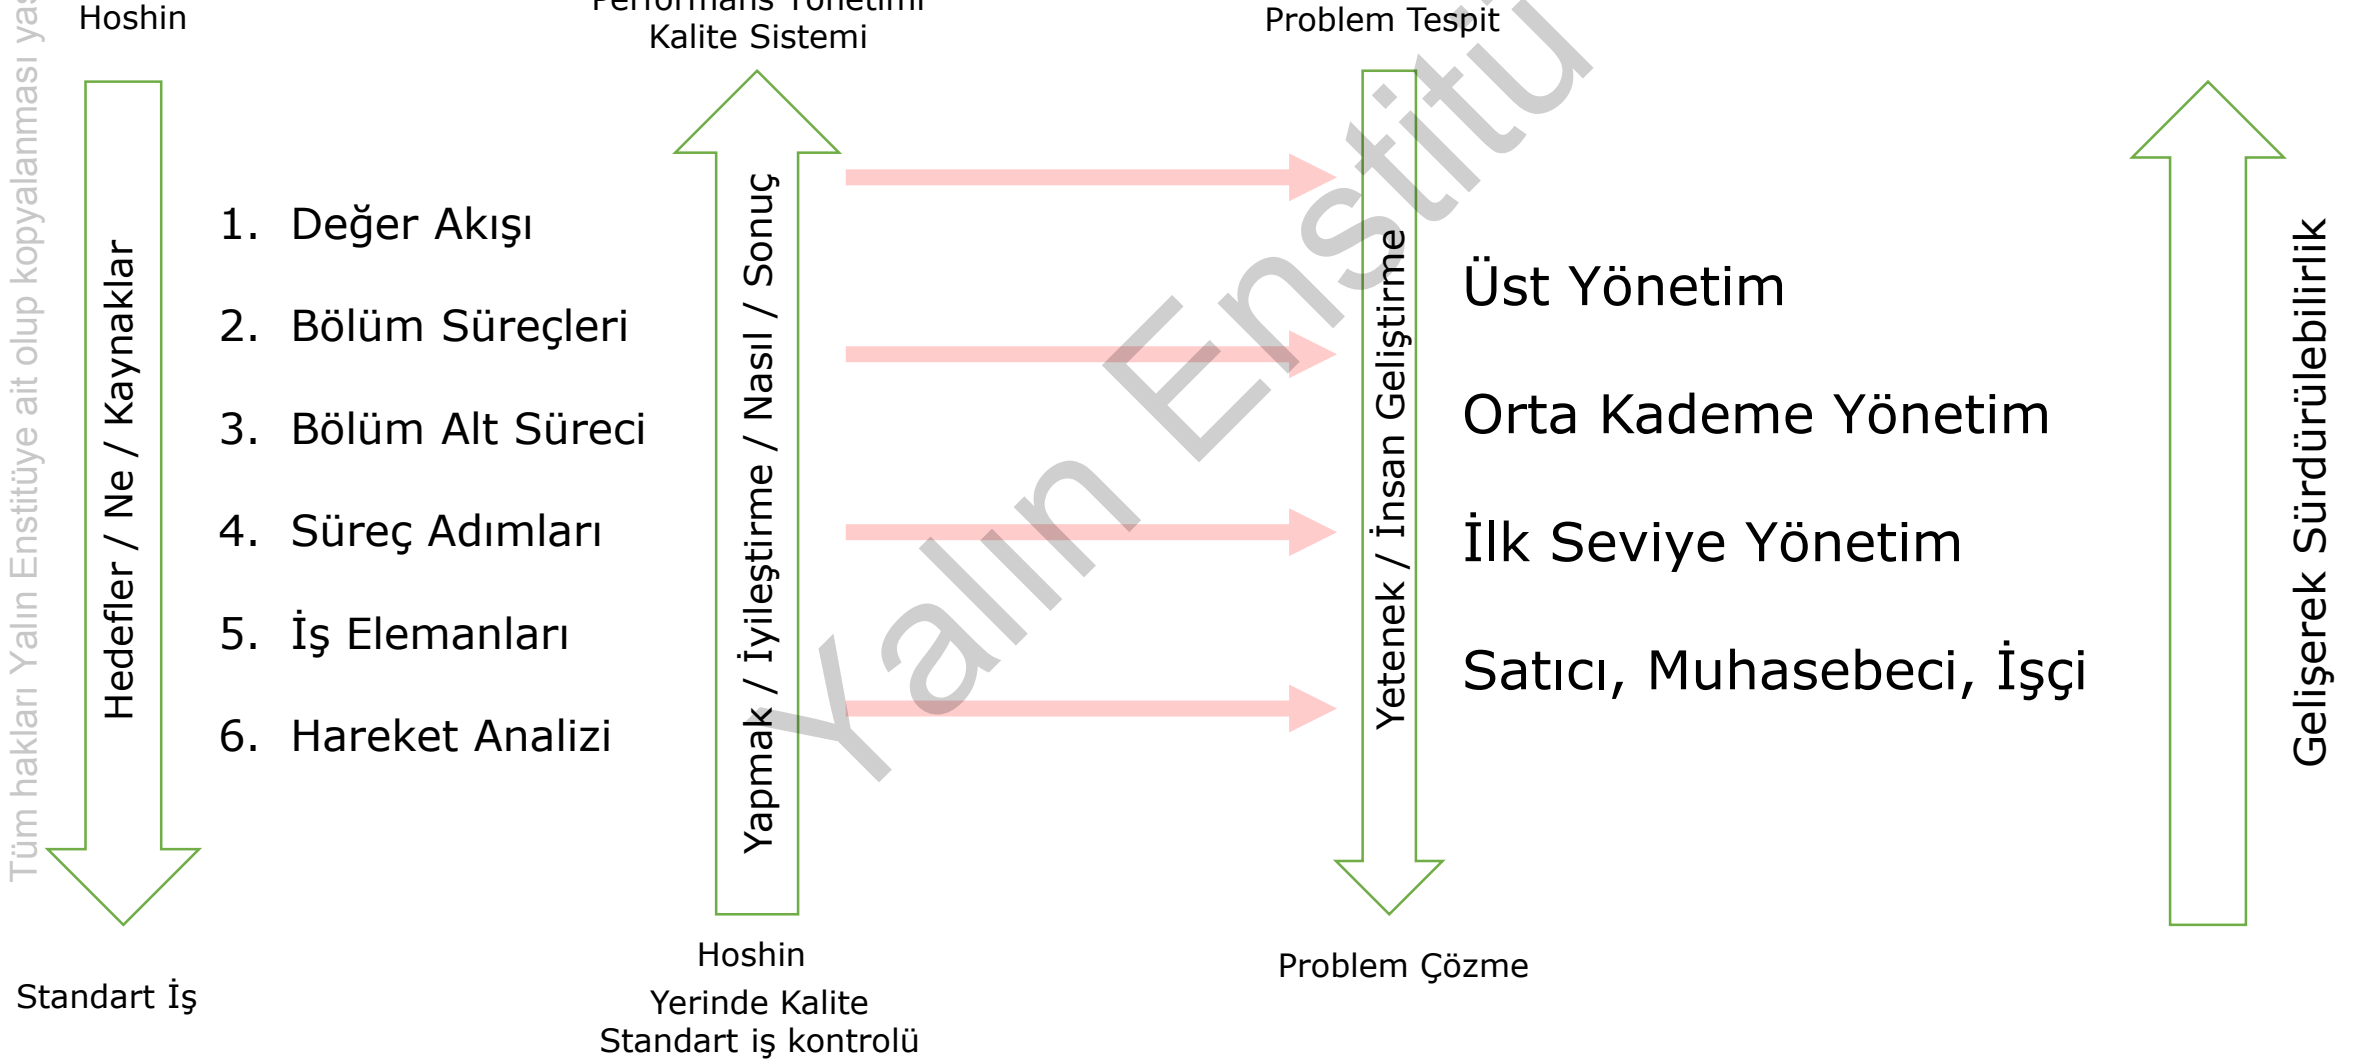 Hoshin
Performans Yönetimi
Kalite Sistemi
Problem Tespit
Tüm hakları Yalın Enstitüye ait olup kopyalanması
Hedefler / Ne / Kaynaklar
1. Değer Akışı
2. Bölüm Süreçleri
3. Bölüm Alt Süreci
4. Süreç Adımları
5. İş Elemanları
6. Hareket Analizi
Yapmak / İyileştirme / Nasıl / Sonuç
Yalın Enstitü
Yetenek / İnsan Geliştirme
Üst Yönetim
Orta Kademe Yönetim
İlk Seviye Yönetim
Satıcı, Muhasebeci, İşçi
Gelişerek Sürdürülebilirlik
Standart İş
Hoshin
Yerinde Kalite
Standart iş kontrolü
Problem Çözme